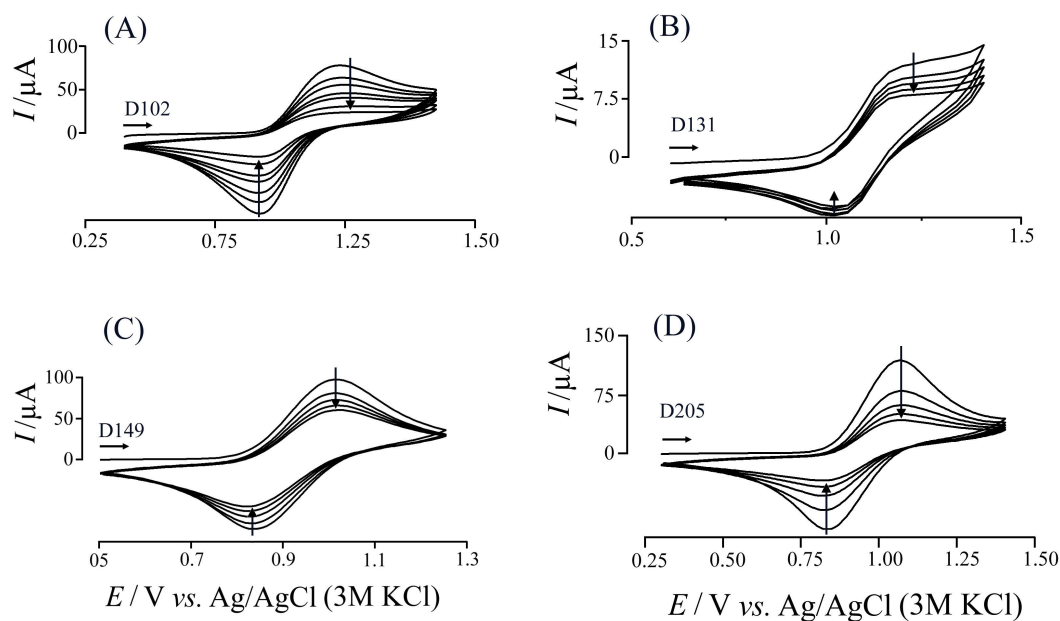 (A)
I /µA
100
50
0
D102
0.25
0.75
1.25
1.50
(B)
I /µA
15
7.5
0
D131
0.5
1.0
1.5
(C)
I /µA
100
50
0
D149
05
0.7
0.9
1.1
1.3
E / V vs. Ag/AgCl (3M KCl)
(D)
I /µA
150
75
0
D205
0.25
0.50
0.75
1.00
1.25
1.50
E / V vs. Ag/AgCl (3M KCl)